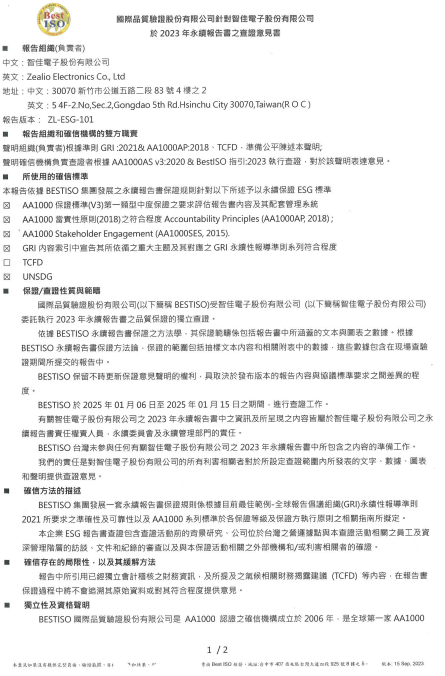 Best
ISO
國際品質驗證股份有限公司針對智佳電子股份有限公司
於 2023 年永續報告書之查證意見書
■ 報告組織(負責者)
中文：智佳電子股份有限公司
英文：Zealio Electronics Co., Ltd
地址：中文：30070 新竹市公道五路二段 83 號 4 樓之 2
英文：5 4F-2.No,Sec.2,Gongdao 5th Rd.Hsinchu City 30070,Taiwan(R O C )
報告版本： ZL-ESG-101
■ 報告組織和確信機構的雙方職責
聲明組織(負責者)根據準則 GRI :2021& AA1000AP:2018、TCFD，準備公平陳述本聲明;
聲明確信機構負責查證者根據 AA1000AS v3:2020 & BestISO 指引:2023 執行查證，對於該聲明表達意見。
■ 所使用的確信標準
本報告依據 BESTISO 集團發展之永續報告書保證規則針對以下所述予以永續保證 ESG 標準
☒ AA1000 保證標準(V3)第一類型中度保證之要求評估報告書內容及其配套管理系統
☒ AA1000 當責性原則(2018)之符合程度 Accountability Principles (AA1000AP, 2018) ;
☒ AA1000 Stakeholder Engagement (AA1000SES, 2015).
☒ GRI 內容索引中宣告其所依循之重大主題及其對應之 GRI 永續性報導準則系列符合程度
☐ TCFD
☒ UNSDG
■ 保證/查證性質與範疇
國際品質驗證股份有限公司(以下簡稱 BESTISO)受智佳電子股份有限公司 (以下簡稱智佳電子股份有限公司)
委託執行 2023 年永續報告書之品質保證的獨立查證。
依據 BESTISO 永續報告書保證之方法學，其保證範疇係包括報告書中所涵蓋的文本與圖表之數據。根據
BESTISO 永續報告書保證方法論，保證的範圍包括抽樣文本內容和相關附表中的數據，這些數據包含在現場查驗
證期間所提交的報告中。
BESTISO 保留不時更新保證意見聲明的權利，具取決於發布版本的報告內容與協議標準要求之間差異的程
度。
BESTISO 於 2025 年 01 月 06 日至 2025 年 01 月 15 日之期間，進行查證工作。
有關智佳電子股份有限公司之 2023 年永續報告書中之資訊及所呈現之內容皆屬於智佳電子股份有限公司之永
續報告書責任權責人員，永續委員會及永續管理部門的責任。
BESTISO 台灣未參與任何有關智佳電子股份有限公司之 2023 年永續報告書中所包含之內容的準備工作。
我們的責任是對智佳電子股份有限公司的所有利害相關者對於所設定查證範圍內所發表的文字、數據、圖表
和聲明提供查證意見。
■ 確信方法的描述
BESTISO 集團發展一套永續報告書保證規則係根據目前最佳範例-全球報告倡議組織(GRI)永續性報導準則
2021 所要求之準確性及可靠性以及 AA1000 系列標準於各保證等級及保證方執行原則之相關指南所擬定。
本企業 ESG 報告書查證包含查證活動前的背景研究、公司位於台灣之營運據點與本查證活動相關之員工及資
深管理階層的訪談、文件和紀錄的審查以及與本保證活動相關之外部機構和/或利害相關者的確證。
■ 確信存在的局限性，以及其緩解方法
報告中所引用已經獨立會計稽核之財務資訊，及所提及之氣候相關財務揭露建議 (TCFD) 等內容，在報告書
保證過程中將不會追溯其原始資料或對其符合程度提供意見。
■ 獨立性及資格聲明
BESTISO 國際品質驗證股份有限公司是 AA1000 認證之確信機構成立於 2006 年，是全球第一家 AA1000
1 / 2
版本. 15 Sep, 2023